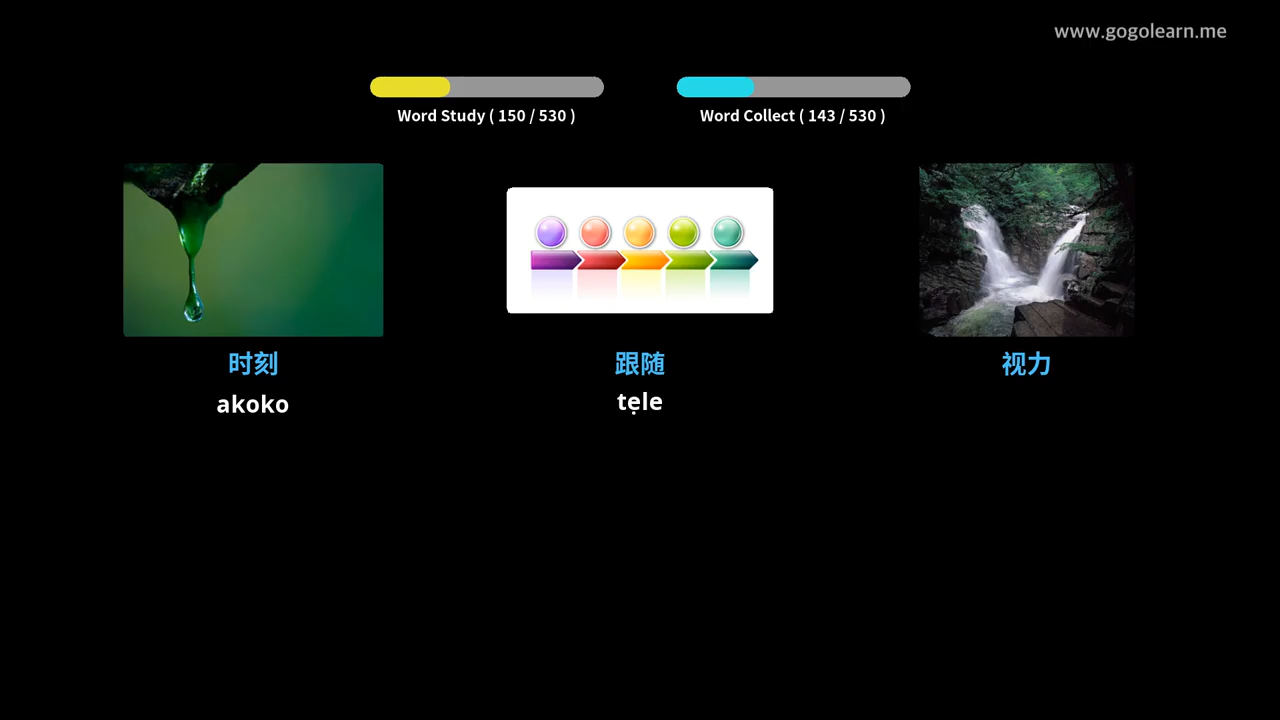 www.gogolearn.me
Word Study ( 150 / 530 )
Word Collect ( 143 / 530 )
时刻
跟随
视力
akoko
tẹle